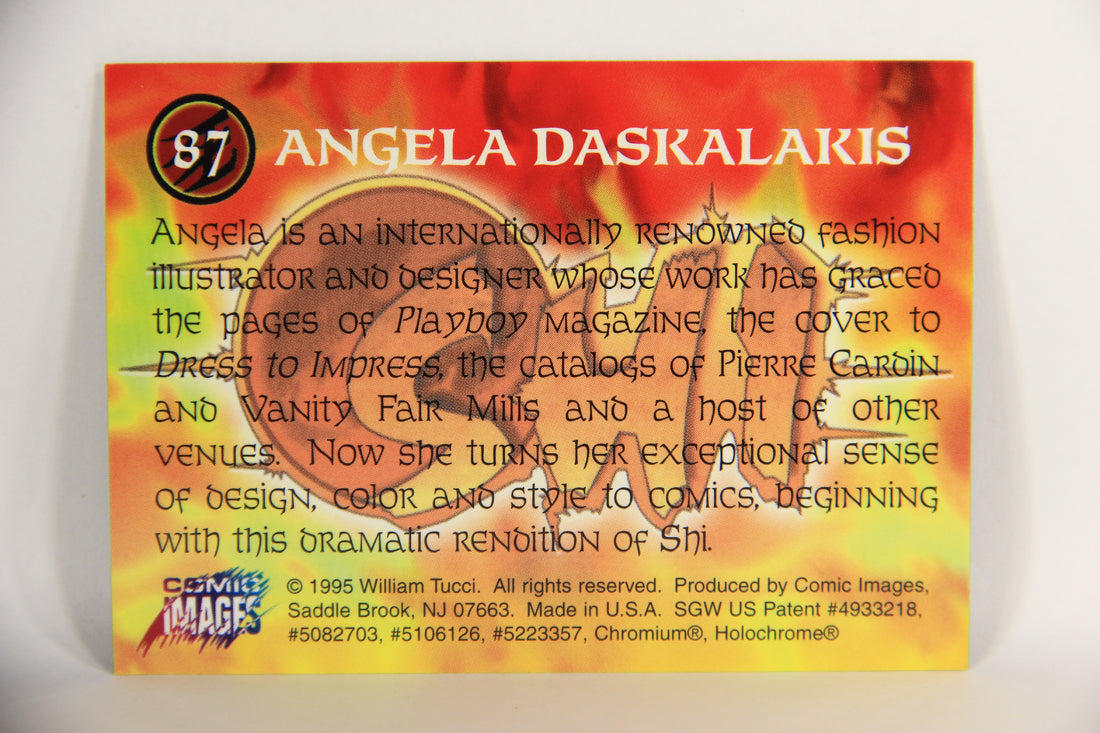 87 ANGELA DASKALAKIS
SHI
Angela is an internationally renowned fashion
illustrator and designer whose work has graced
the pages of Playboy magazine, the cover to
Dress to Impress, the catalogs of Pierre Cardin
and Vanity Fair Mills and a host of other
venues. Now she turns her exceptional sense
of design, color and style to comics, beginning
with this dramatic rendition of Shi.
COMIC
IMAGES
© 1995 William Tucci. All rights reserved. Produced by Comic Images,
Saddle Brook, NJ 07663. Made in U.S.A. SGW US Patent #4933218,
#5082703, #5106126, #5223357, Chromium®, Holochrome®